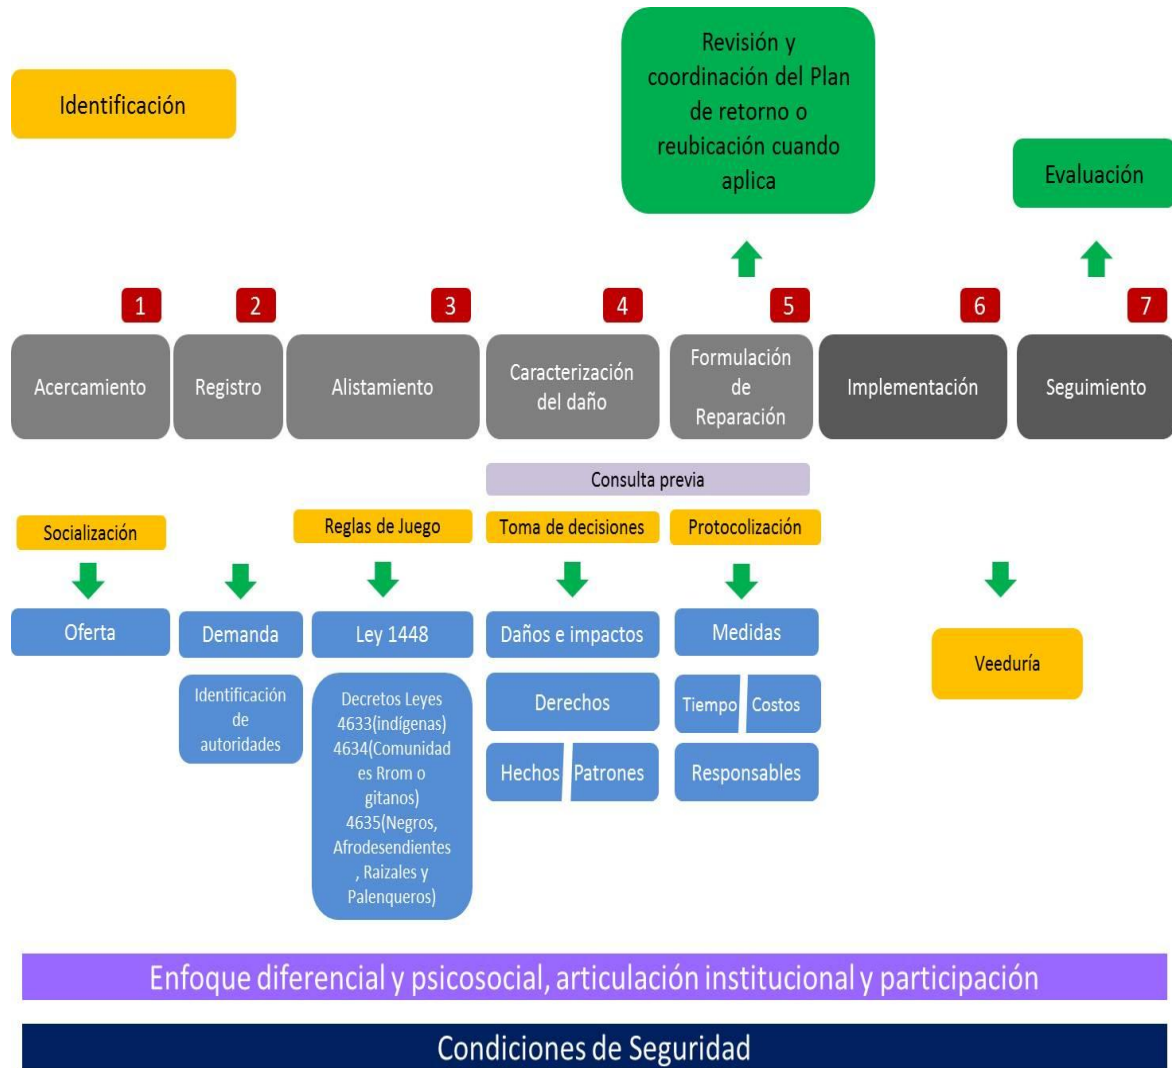 Identificación
Revisión y
coordinación del Plan
de retorno o
reubicación cuando
aplica
Evaluación
1
2
3
4
5
6
7
Acercamiento
Registro
Alistamiento
Caracterización
del daño
Formulación
de
Reparación
Implementación
Seguimiento
Consulta previa
Socialización
Reglas de Juego
Toma de decisiones
Protocolización
Oferta
Demanda
Ley 1448
Daños e impactos
Medidas
Veeduría
Identificación
de
autoridades
Decretos Leyes
4633(indígenas)
4634(Comunidad
es Rrom o
gitanos)
4635(Negros,
Afrodesendientes
, Raizales y
Palenqueros)
Derechos
Hechos
Patrones
Tiempo
Costos
Responsables
Enfoque diferencial y psicosocial, articulación institucional y participación
Condiciones de Seguridad